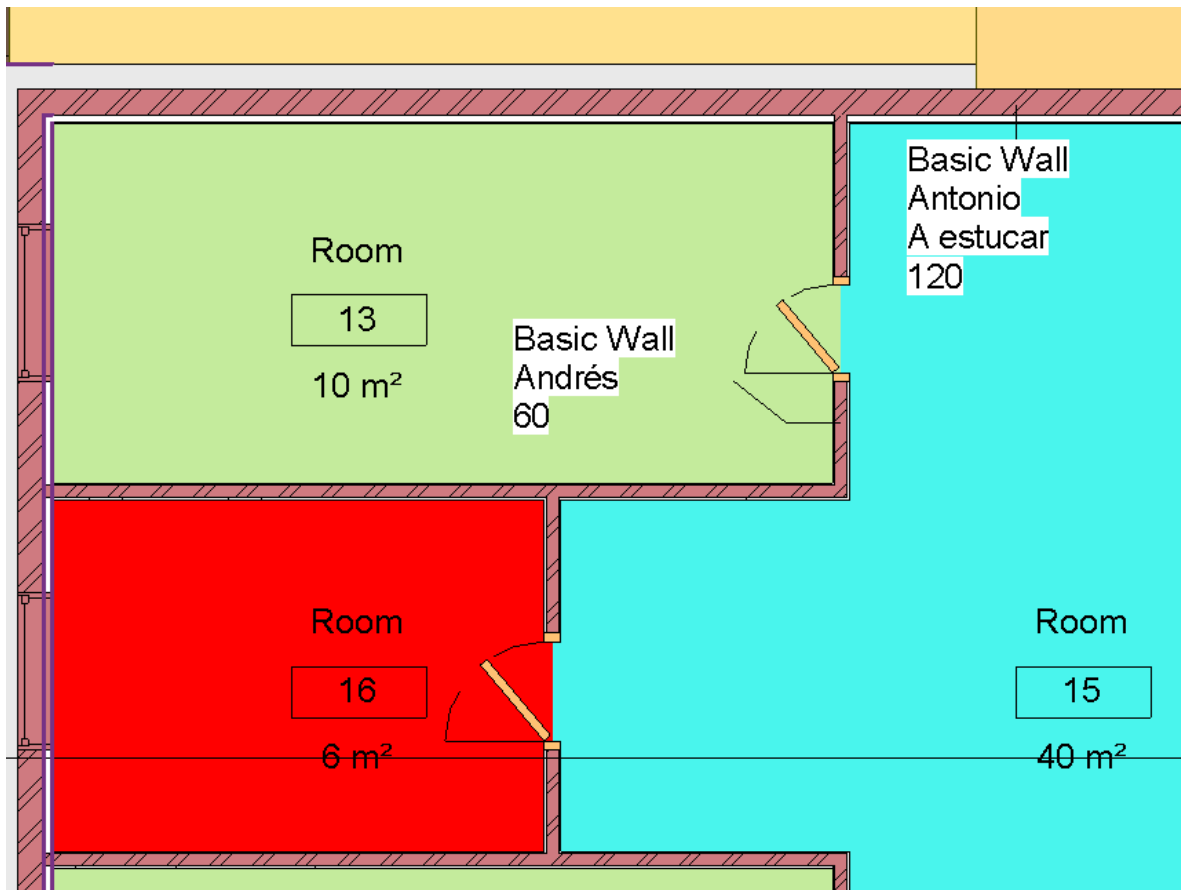 Basic Wall
Antonio
A estucar
120
Room
13
10 m²
Basic Wall
Andrés
60
Room
16
6 m²
Room
15
40 m²